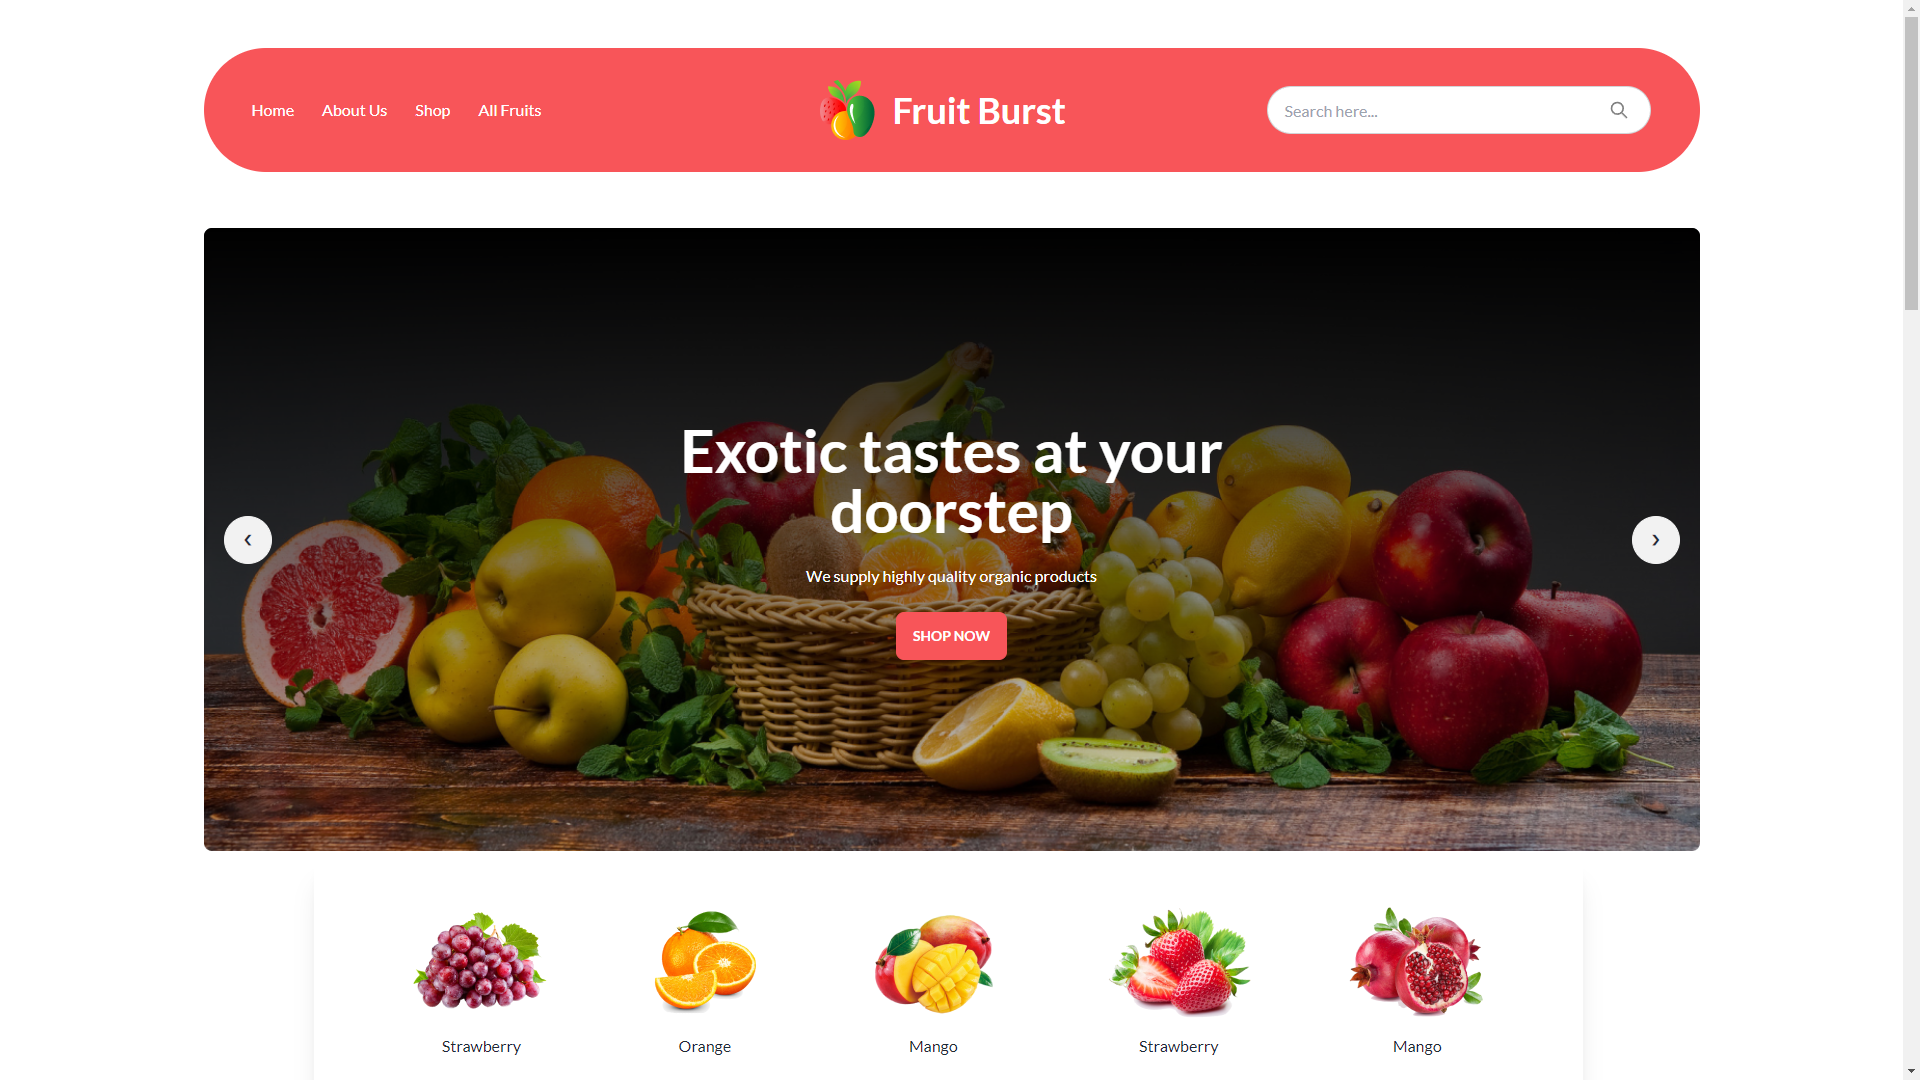 Home
About Us
Shop
All Fruits
Fruit Burst
Search here...
Exotic tastes at your
doorstep
We supply highly quality organic products
SHOP NOW
Strawberry
Orange
Mango
Strawberry
Mango